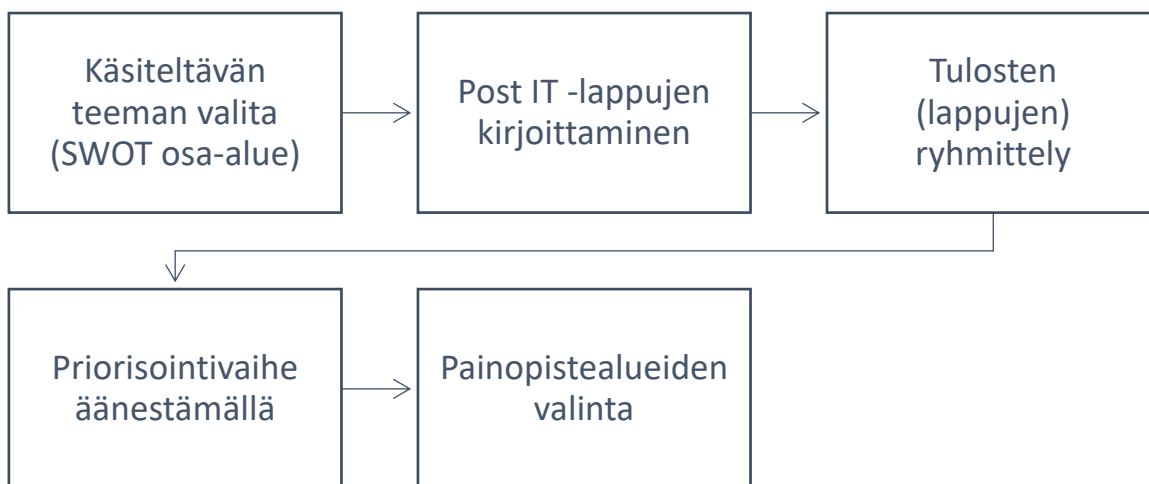 Käsiteltävän
teeman valita
(SWOT osa-alue)
Post IT -lappujen
kirjoittaminen
Tulosten
(lappujen)
ryhmittely
Priorisointivaihe
äänestämällä
Painopistealueiden
valinta